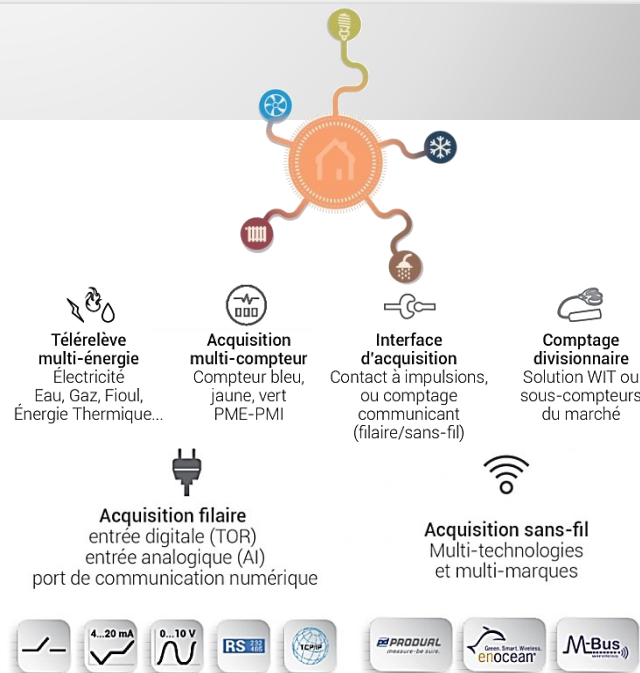 Télérelève
multi-énergie
Électricité
Eau, Gaz, Fioul,
Énergie Thermique...
Acquisition
multi-compteur
Compteur bleu,
jaune, vert
PME-PMI
Interface
d'acquisition
Contact à impulsions,
ou comptage
communicant
(filaire/sans-fil)
Comptage
divisionnaire
Solution WIT ou
sous-compteurs
du marché
Acquisition filaire
entrée digitale (TOR)
entrée analogique (AI)
port de communication numérique
Acquisition sans-fil
Multi-technologies
et multi-marques
4...20 mA
0...10 V
RS 232 485
TCP/IP
PRODUAL
measure-be sure.
Green. Smart. Wireless.
enocean®
M-Bus
wireless